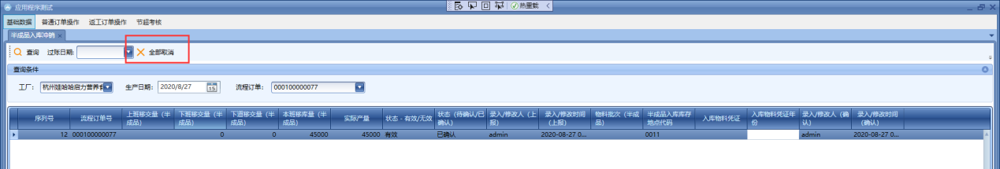 应用程序测试
热重载
基础数据 普通订单操作 返工订单操作 节超考核
半成品入库冲销
查询 过账日期: 全部取消
查询条件
工厂: 杭州娃哈哈启力营养食 生产日期: 2020/8/27 15 流程订单: 000100000077
序列号 流程订单号 上班移交量 (半成品) 下班移交量 (半成品) 下道移交量 (半成品) 本班移库量 (半成品) 实际产量 状态 - 有效/无效 状态 (待确认/已确认) 录入/修改人 (上报) 录入/修改时间 (上报) 物料批次 (半成品) 半成品入库库存地点代码 入库物料凭证 入库物料凭证年份 录入/修改人 (确认) 录入/修改时间 (确认)
12 000100000077 0 0 45000 45000 有效 已确认 admin 2020-08-27 0... 0011 admin 2020-08-27 0...